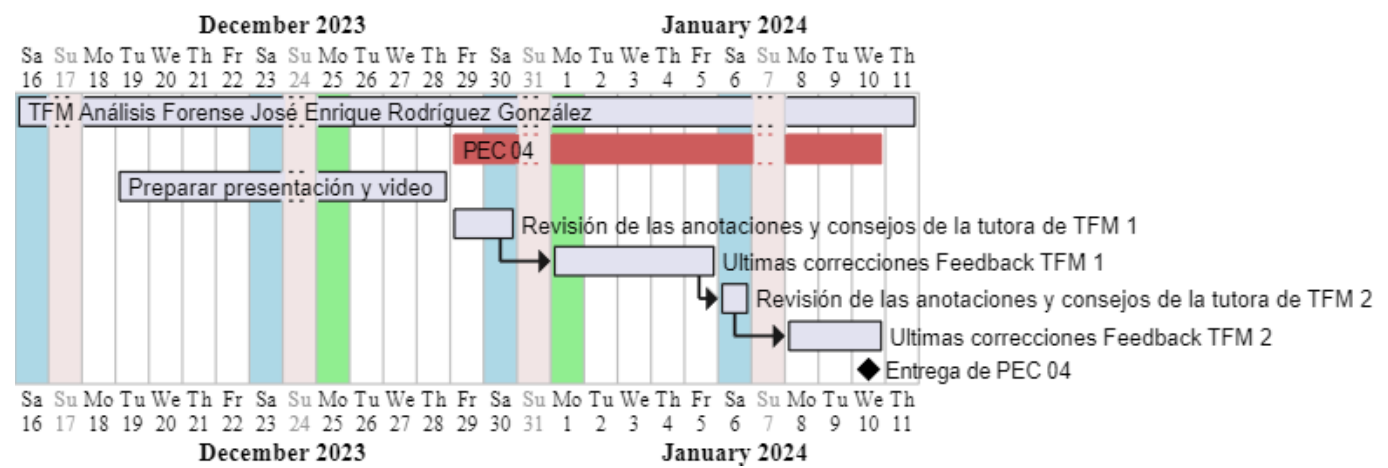 December 2023 January 2024
Sa Su Mo Tu We Th Fr Sa Su Mo Tu We Th Fr Sa Su Mo Tu We Th Fr Sa Su Mo Tu We Th
16 17 18 19 20 21 22 23 24 25 26 27 28 29 30 31 1 2 3 4 5 6 7 8 9 10 11
TFM Análisis Forense José Enrique Rodríguez González
PEC 04
Preparar presentación y video
Revisión de las anotaciones y consejos de la tutora de TFM 1
Ultimas correcciones Feedback TFM 1
Revisión de las anotaciones y consejos de la tutora de TFM 2
Ultimas correcciones Feedback TFM 2
Entrega de PEC 04
Sa Su Mo Tu We Th Fr Sa Su Mo Tu We Th Fr Sa Su Mo Tu We Th Fr Sa Su Mo Tu We Th
16 17 18 19 20 21 22 23 24 25 26 27 28 29 30 31 1 2 3 4 5 6 7 8 9 10 11
December 2023 January 2024